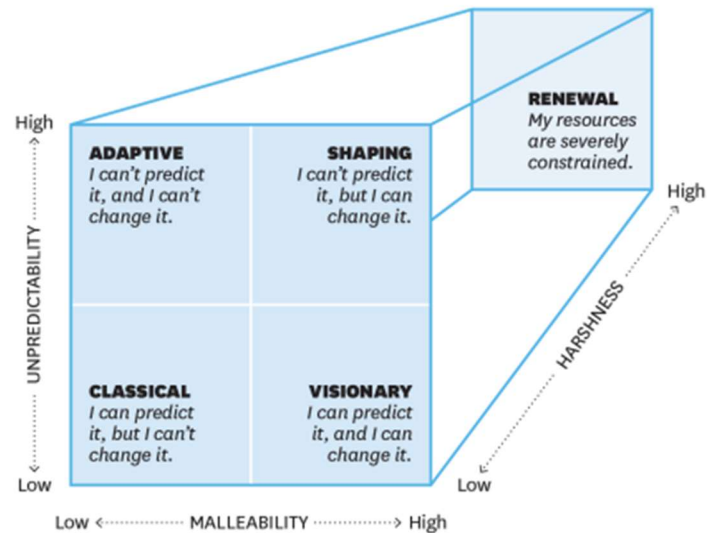 RENEWAL
My resources
are severely
constrained.
High
ADAPTIVE
I can't predict
it, and I can't
change it.
SHAPING
I can't predict
it, but I can
change it.
High
UNPREDICTABILITY
HARSHNESS
CLASSICAL
I can predict
it, but I can't
change it.
VISIONARY
I can predict
it, and I can
change it.
Low
Low
Low
MALLEABILITY
High